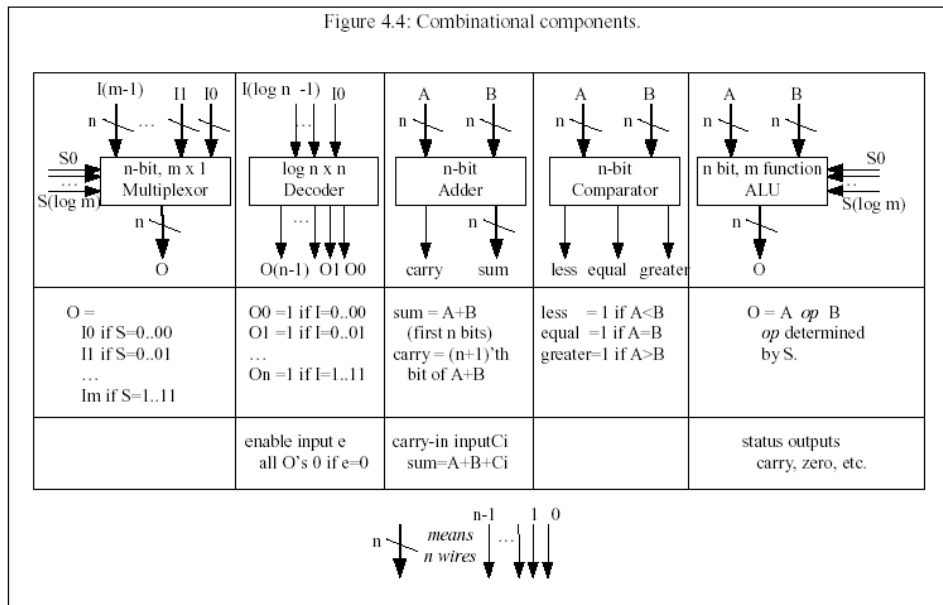 Figure 4.4: Combinational components.
I(m-1) I1 I0
n …
n-bit, m x 1
Multiplexor
S0
…
S(log m)
n
O
I(log n -1) I0
…
log n x n
Decoder
…
O(n-1) O1 O0
A B
n n
n-bit
Adder
n
carry sum
A B
n n
n-bit
Comparator
less equal greater
A B
n n
n bit, m function
ALU
S0
…
S(log m)
n
O
O =
I0 if S=0..00
I1 if S=0..01
…
Im if S=1..11
O0 =1 if I=0..00
O1 =1 if I=0..01
…
On =1 if I=1..11
sum = A+B
(first n bits)
carry = (n+1)’th
bit of A+B
less = 1 if A<B
equal =1 if A=B
greater=1 if A>B
O = A op B
op determined
by S.
enable input e
all O’s 0 if e=0
carry-in inputCi
sum=A+B+Ci
status outputs
carry, zero, etc.
n means
n wires
n-1 1 0
…